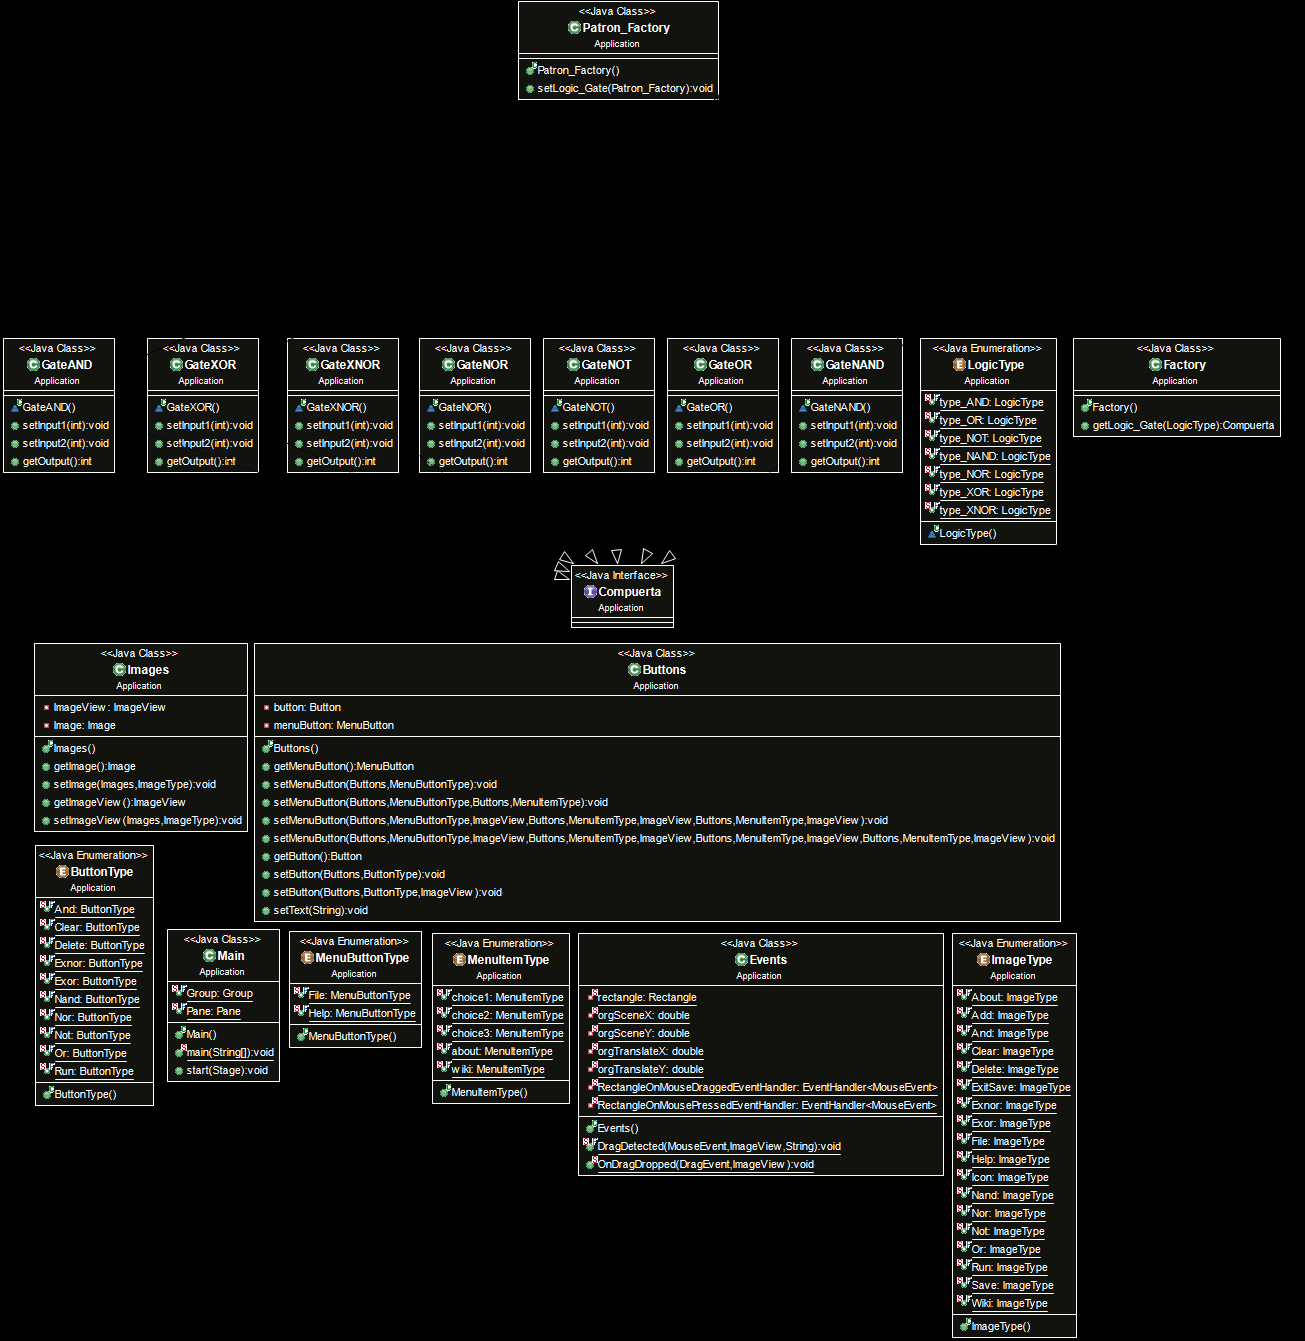 <<Java Class>>
Patron_Factory
Application
Patron_Factory()
setLogic_Gate(Patron_Factory):void
<<Java Class>>
GateAND
Application
GateAND()
setInput1(int):void
setInput2(int):void
getOutput():int
<<Java Class>>
GateXOR
Application
GateXOR()
setInput1(int):void
setInput2(int):void
getOutput():int
<<Java Class>>
GateXNOR
Application
GateXNOR()
setInput1(int):void
setInput2(int):void
getOutput():int
<<Java Class>>
GateNOR
Application
GateNOR()
setInput1(int):void
setInput2(int):void
getOutput():int
<<Java Class>>
GateNOT
Application
GateNOT()
setInput1(int):void
setInput2(int):void
getOutput():int
<<Java Class>>
GateOR
Application
GateOR()
setInput1(int):void
setInput2(int):void
getOutput():int
<<Java Class>>
GateNAND
Application
GateNAND()
setInput1(int):void
setInput2(int):void
getOutput():int
<<Java Enumeration>>
LogicType
Application
type_AND: LogicType
type_OR: LogicType
type_NOT: LogicType
type_NAND: LogicType
type_NOR: LogicType
type_XOR: LogicType
type_XNOR: LogicType
LogicType()
<<Java Class>>
Factory
Application
Factory()
getLogic_Gate(LogicType):Compuerta
<<Java Interface>>
Compuerta
Application
<<Java Class>>
Images
Application
ImageView: ImageView
Image: Image
Images()
getImage():Image
setImage(Images,ImageType):void
getImageView():ImageView
setImageView(Images,ImageType):void
<<Java Class>>
Buttons
Application
button: Button
menuButton: MenuButton
Buttons()
getMenuButton():MenuButton
setMenuButton(Buttons,MenuButtonType):void
setMenuButton(Buttons,MenuButtonType,Buttons,MenuItemType):void
setMenuButton(Buttons,MenuButtonType,ImageView,Buttons,MenuItemType,ImageView,Buttons,MenuItemType,ImageView):void
setMenuButton(Buttons,MenuButtonType,ImageView,Buttons,MenuItemType,ImageView,Buttons,MenuItemType,ImageView,Buttons,MenuItemType,ImageView):void
getButton():Button
setButton(Buttons,ButtonType):void
setButton(Buttons,ButtonType,ImageView):void
setText(String):void
<<Java Enumeration>>
ButtonType
Application
And: ButtonType
Clear: ButtonType
Delete: ButtonType
Exnor: ButtonType
Exor: ButtonType
Nand: ButtonType
Nor: ButtonType
Not: ButtonType
Or: ButtonType
Run: ButtonType
ButtonType()
<<Java Class>>
Main
Application
Group: Group
Pane: Pane
Main()
main(String[]):void
start(Stage):void
<<Java Enumeration>>
MenuButtonType
Application
File: MenuButtonType
Help: MenuButtonType
MenuButtonType()
<<Java Enumeration>>
MenuItemType
Application
choice1: MenuItemType
choice2: MenuItemType
choice3: MenuItemType
about: MenuItemType
wiki: MenuItemType
MenuItemType()
<<Java Class>>
Events
Application
rectangle: Rectangle
orgSceneX: double
orgSceneY: double
orgTranslateX: double
orgTranslateY: double
RectangleOnMouseDraggedEventHandler: EventHandler<MouseEvent>
RectangleOnMousePressedEventHandler: EventHandler<MouseEvent>
Events()
DragDetected(MouseEvent,ImageView,String):void
OnDragDropped(DragEvent,ImageView):void
<<Java Enumeration>>
ImageType
Application
About: ImageType
Add: ImageType
And: ImageType
Clear: ImageType
Delete: ImageType
ExitSave: ImageType
Exnor: ImageType
Exor: ImageType
File: ImageType
Help: ImageType
Icon: ImageType
Nand: ImageType
Nor: ImageType
Not: ImageType
Or: ImageType
Run: ImageType
Save: ImageType
Wiki: ImageType
ImageType()